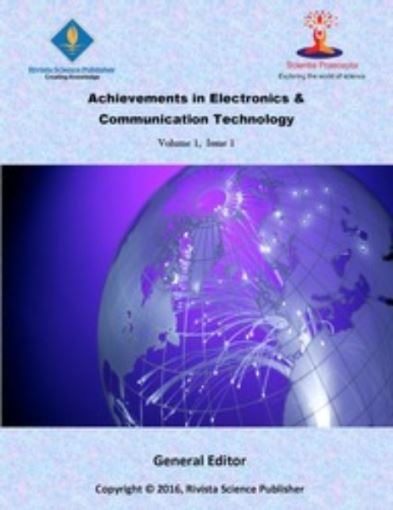 Rivista Science Publisher
Creating Knowledge
Scientia Praecepta
Exploring the world of science
Achievements in Electronics &
Communication Technology
Volume 1, Issue 1
General Editor
Copyright © 2016, Rivista Science Publisher